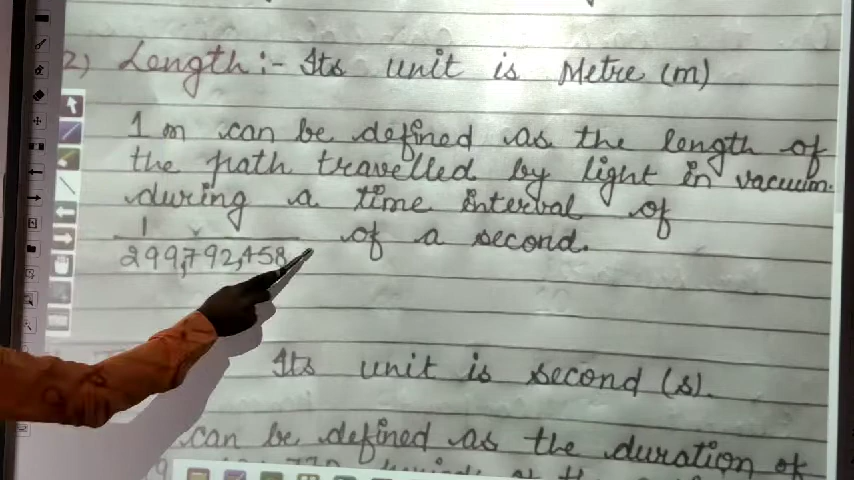 2) Length :- Its unit is Metre (m)
1 m can be defined as the length of
the path travelled by light in vacuum.
during a time interval of
1
299,792,458 of a second.
Its unit is second (s).
can be defined as the duration of